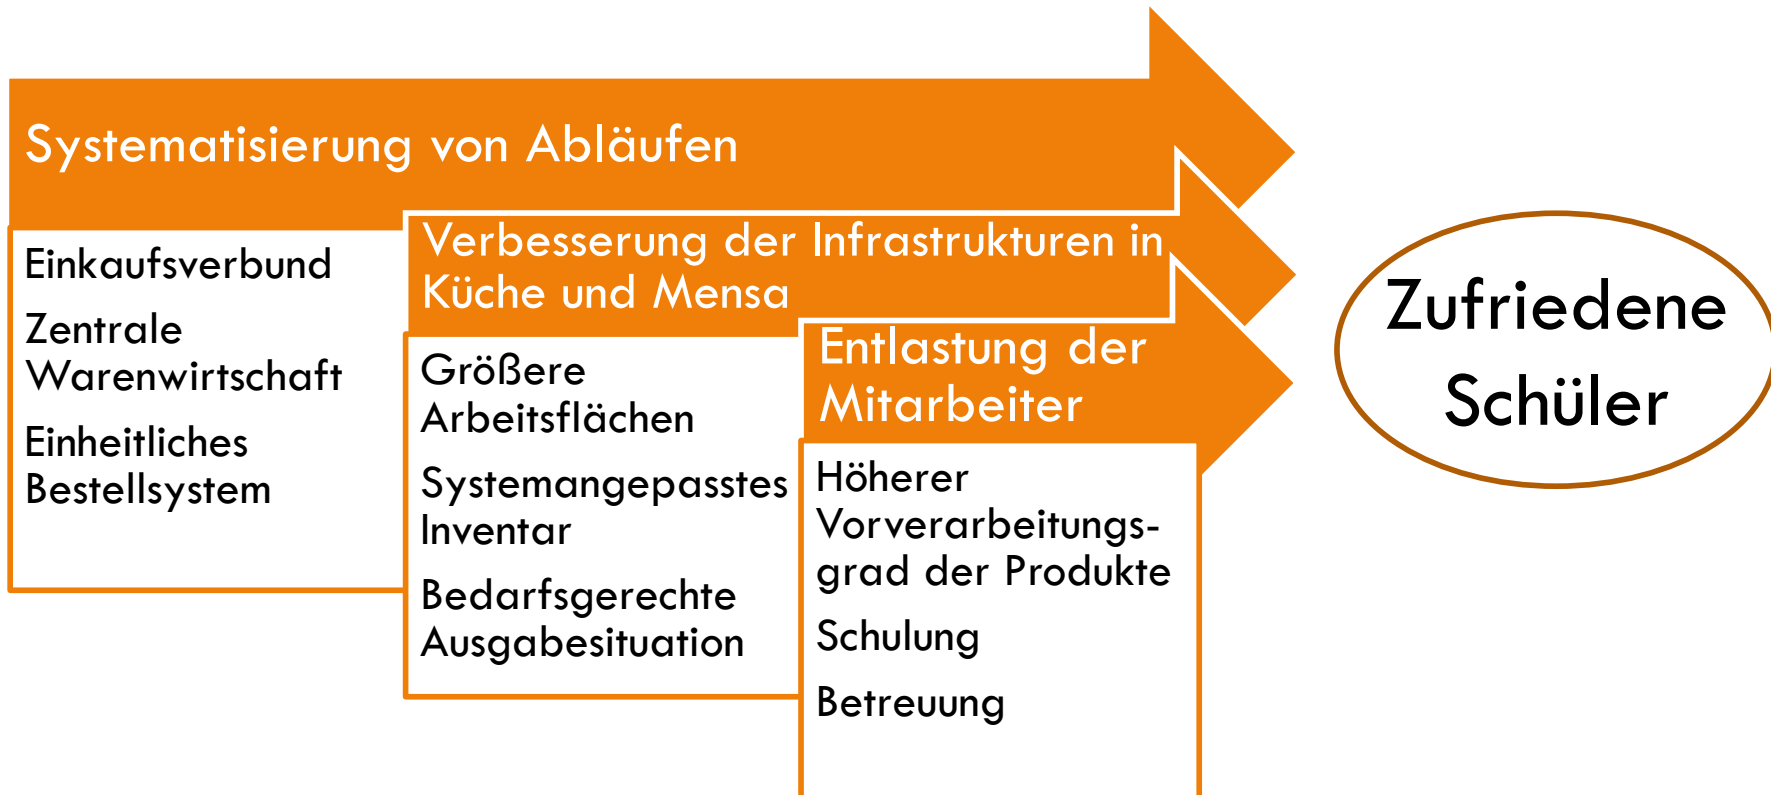 Systematisierung von Abläufen
Einkaufsverbund
Zentrale
Warenwirtschaft
Einheitliches
Bestellsystem
Verbesserung der Infrastrukturen in
Küche und Mensa
Größere
Arbeitsflächen
Systemangepasstes
Inventar
Bedarfsgerechte
Ausgabesituation
Entlastung der
Mitarbeiter
Höherer
Vorverarbeitungs-
grad der Produkte
Schulung
Betreuung
Zufriedene
Schüler